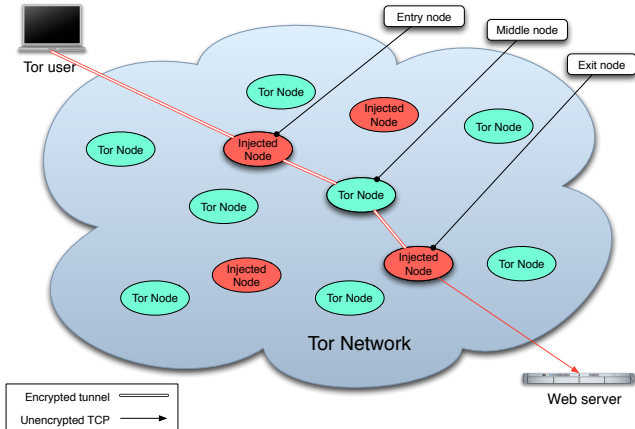 Entry node
Middle node
Exit node
Tor user
Tor Node
Injected
Node
Tor Node
Tor Node
Injected
Node
Tor Node
Tor Node
Injected
Node
Tor Node
Injected
Node
Tor Node
Tor Node
Tor Network
Web server
Encrypted tunnel
Unencrypted TCP